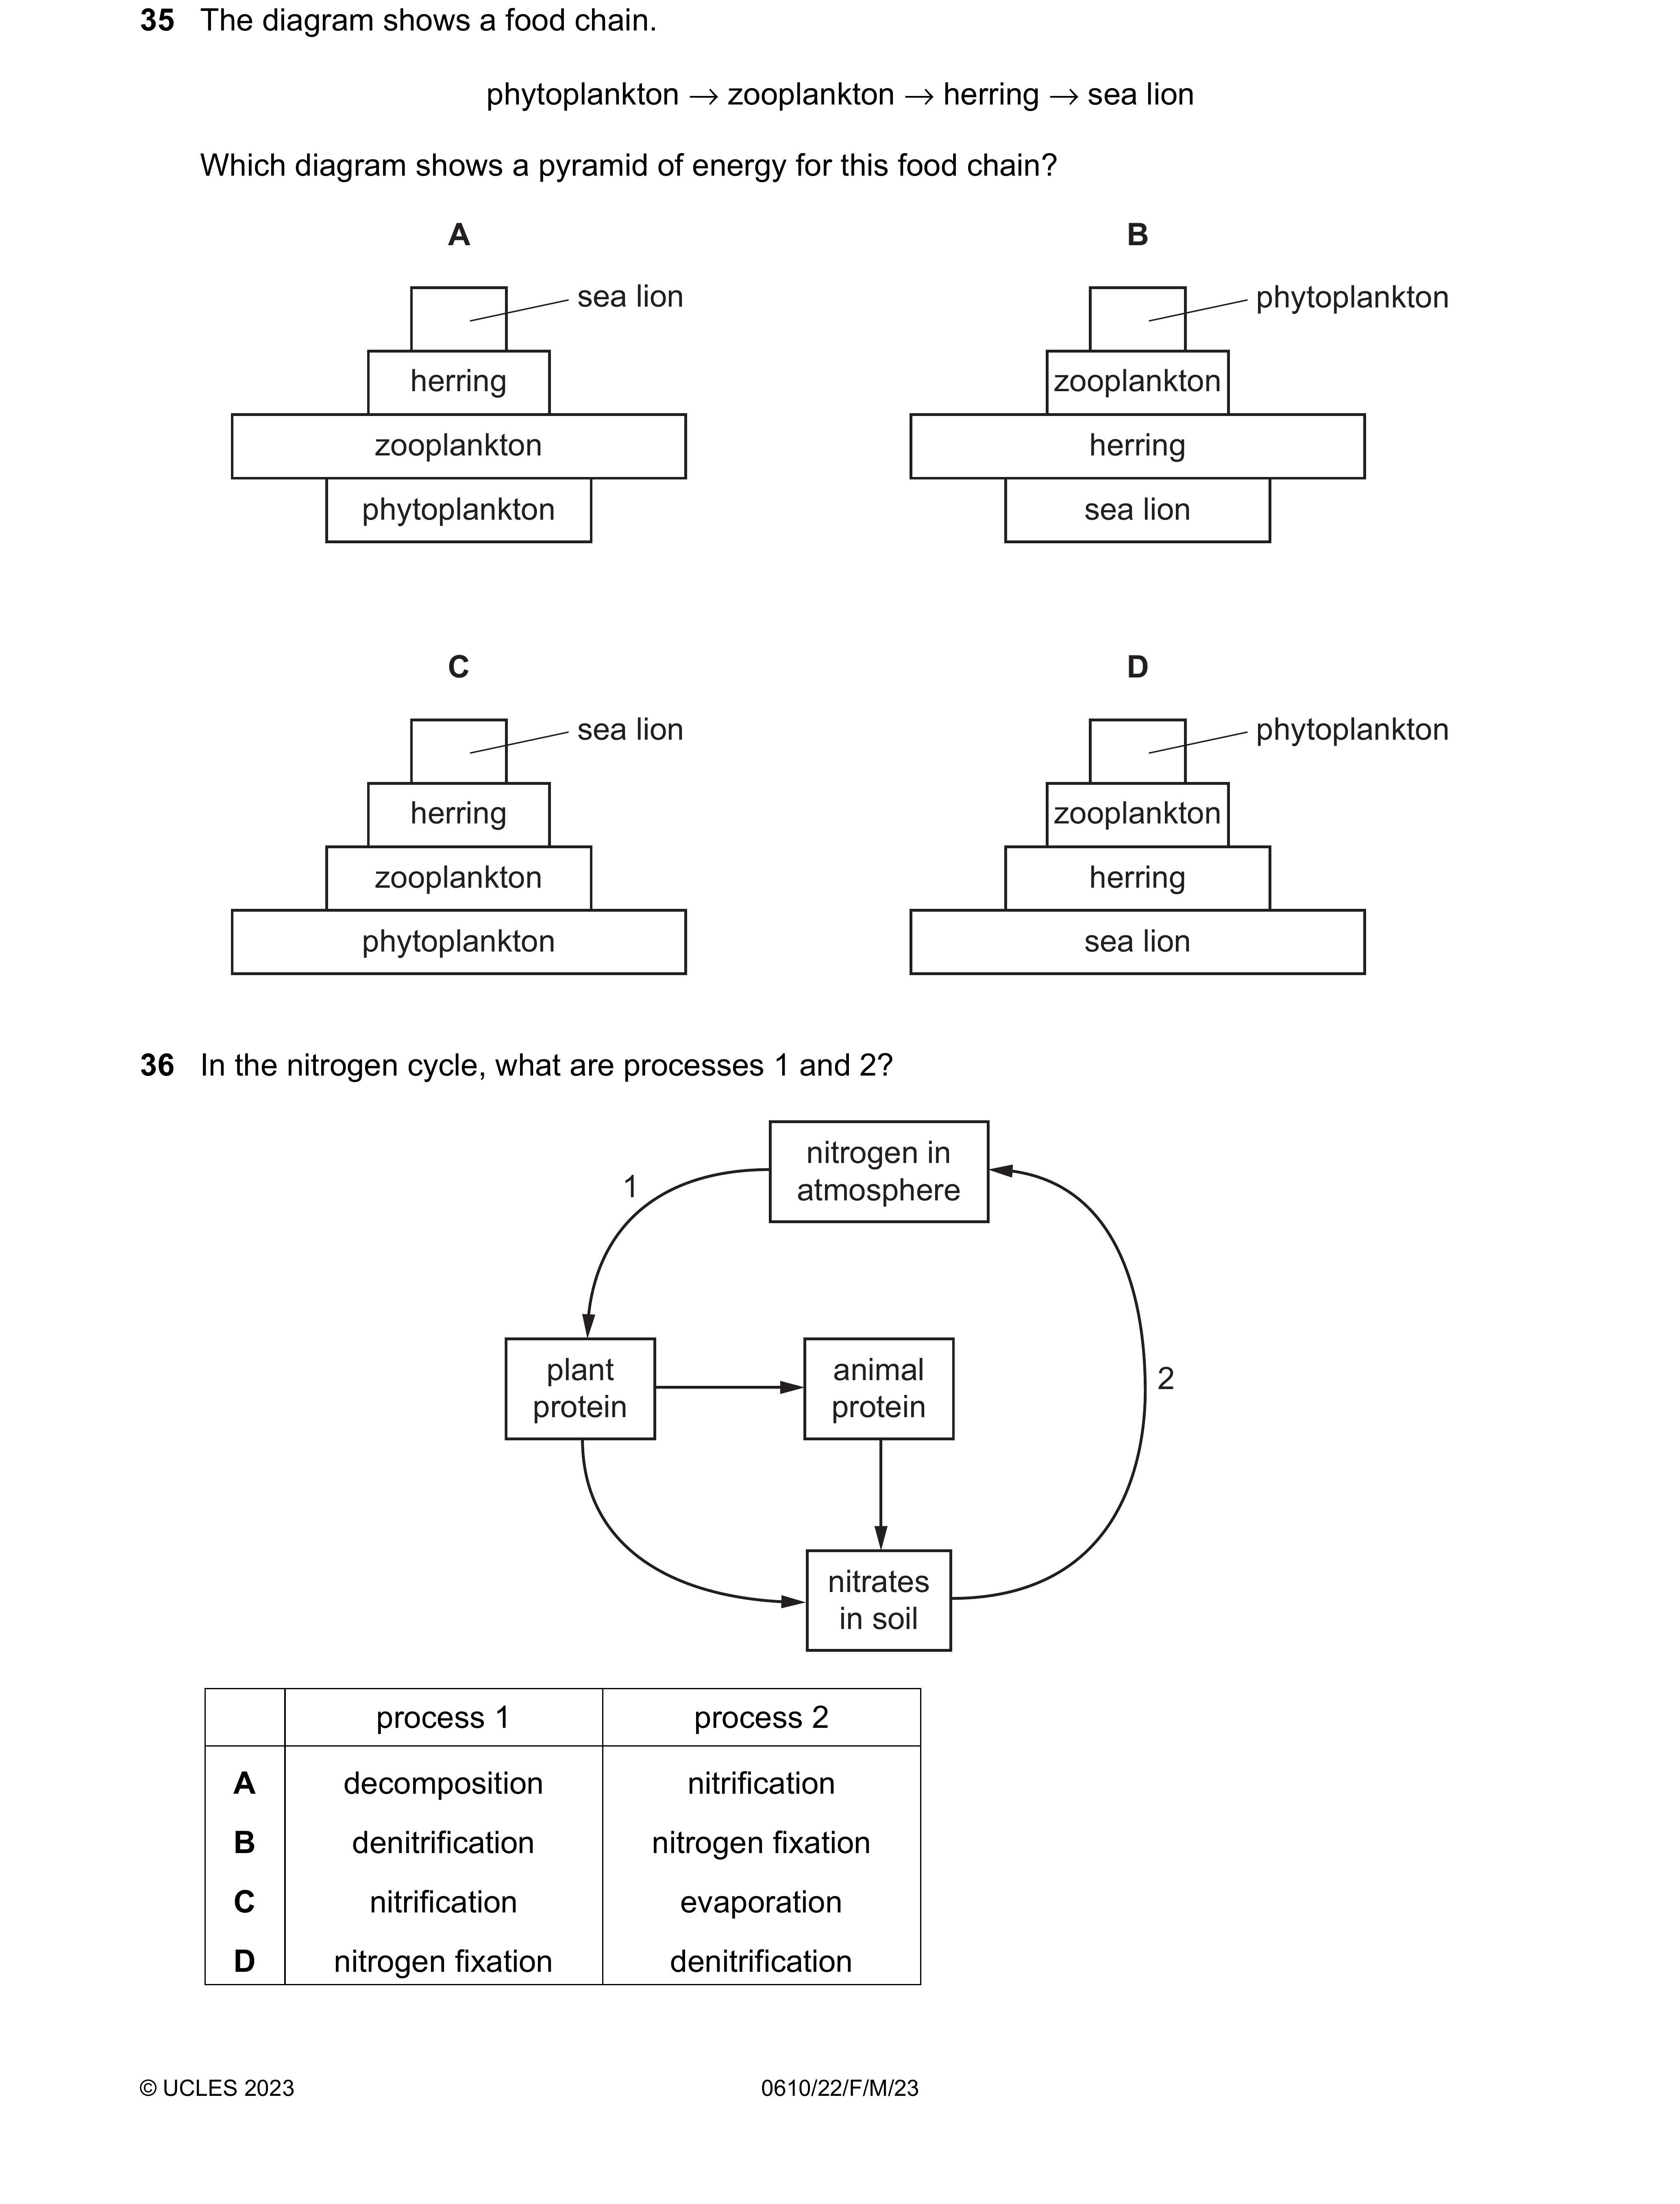 35 The diagram shows a food chain.
phytoplankton → zooplankton → herring → sea lion
Which diagram shows a pyramid of energy for this food chain?
A
sea lion
herring
zooplankton
phytoplankton
B
phytoplankton
zooplankton
herring
sea lion
C
sea lion
herring
zooplankton
phytoplankton
D
phytoplankton
zooplankton
herring
sea lion
36 In the nitrogen cycle, what are processes 1 and 2?
nitrogen in
atmosphere
1
plant
protein
animal
protein
2
nitrates
in soil
process 1 process 2
A decomposition nitrification
B denitrification nitrogen fixation
C nitrification evaporation
D nitrogen fixation denitrification
© UCLES 2023 0610/22/F/M/23